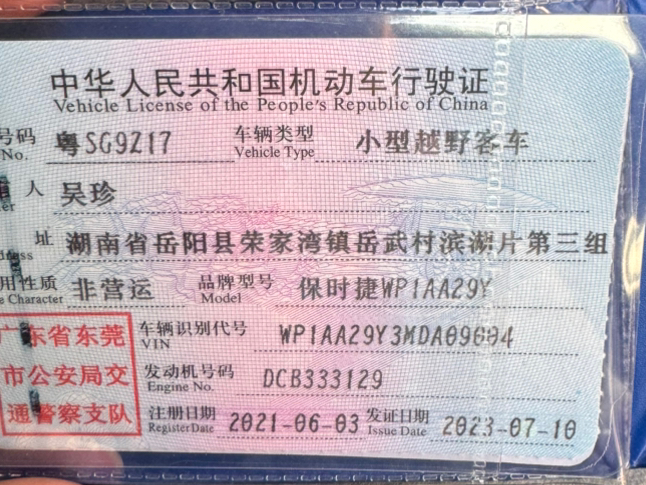 中华人民共和国机动车行驶证
Vehicle License of the People's Republic of China
号码 粤SG9Z17 车辆类型 小型越野客车
No. Vehicle Type
人 吴珍
址 湖南省岳阳县荣家湾镇岳武村滨湖片第三组
用性质 非营运 品牌型号 保时捷WP1AA29Y
Character Model
广东省东莞 车辆识别代号 WP1AA29Y3MDA09604
VIN
市公安局交 发动机号码 DCB333129
Engine No.
通警察支队 注册日期 2021-06-03 发证日期 2023-07-10
Register Date Issue Date